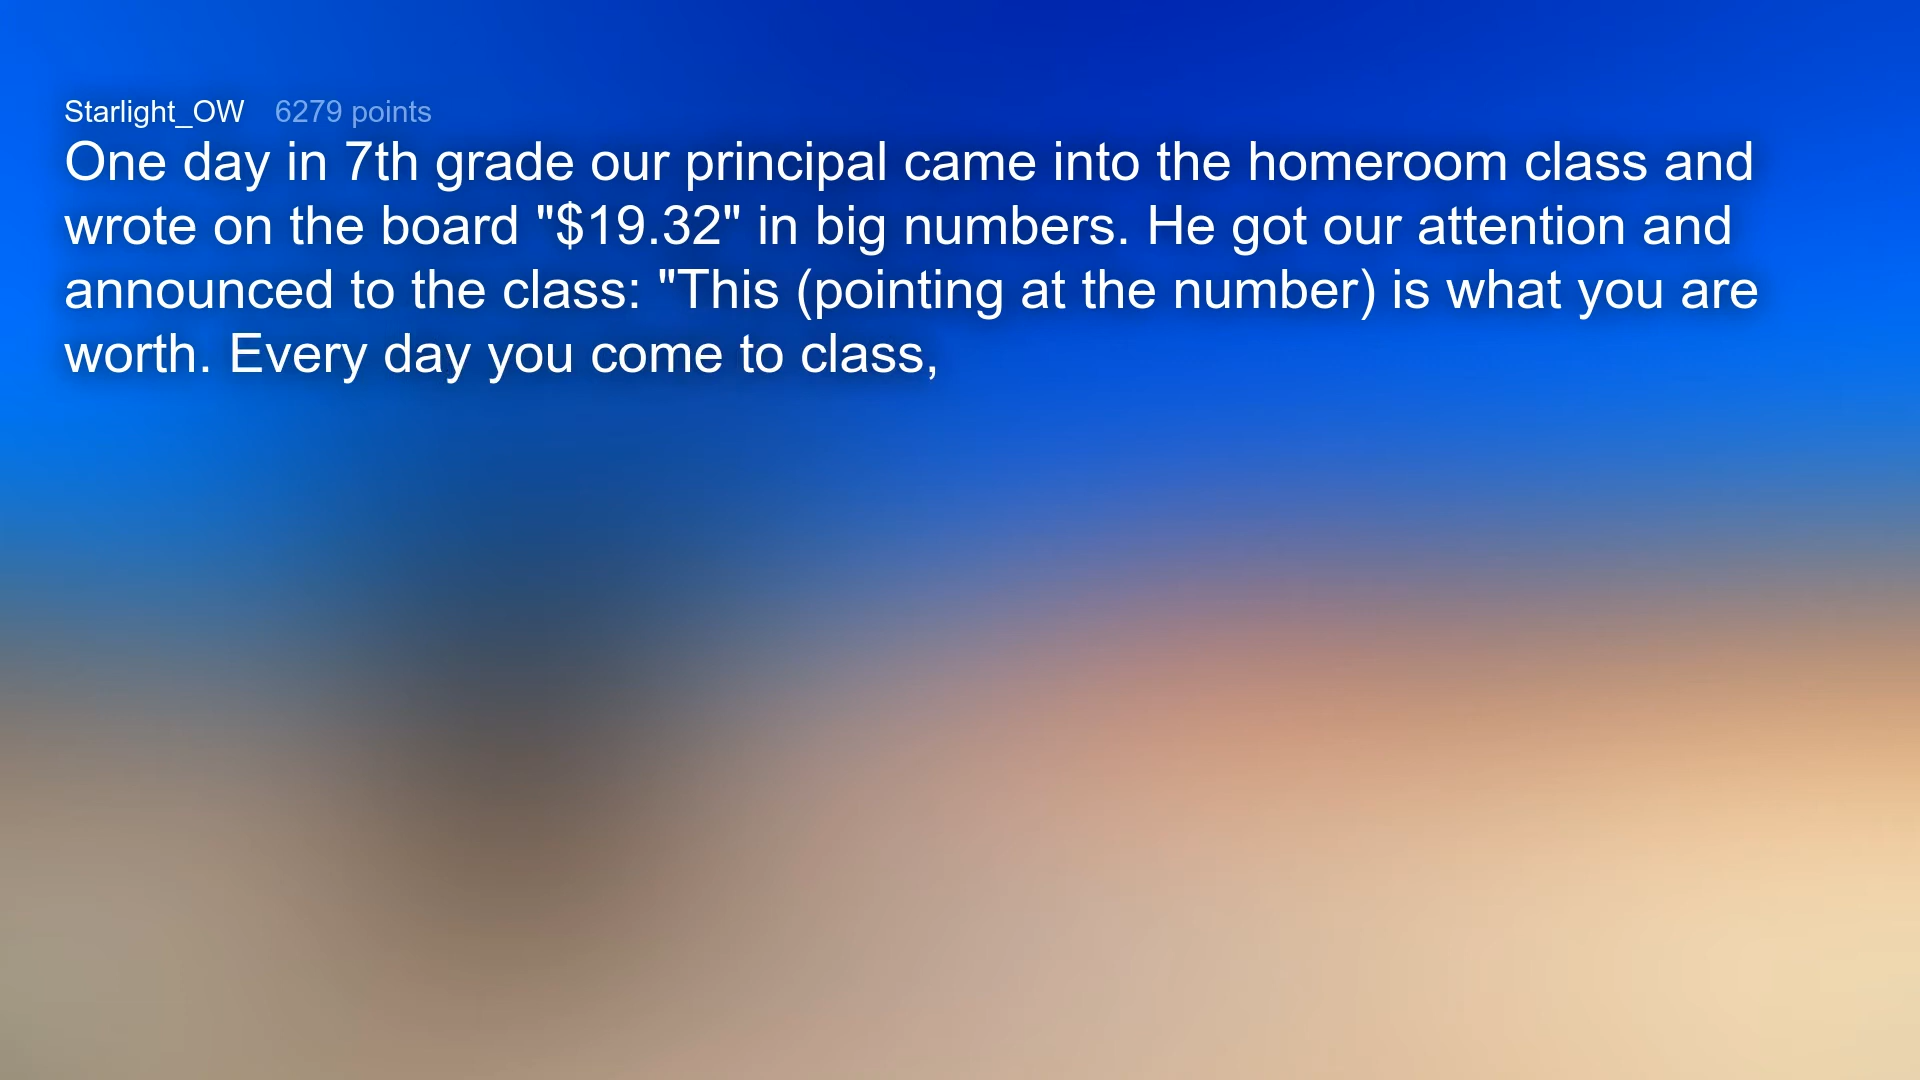 Starlight_OW 6279 points
One day in 7th grade our principal came into the homeroom class and
wrote on the board "$19.32" in big numbers. He got our attention and
announced to the class: "This (pointing at the number) is what you are
worth. Every day you come to class,